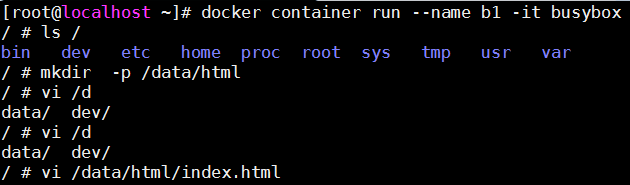 [root@localhost ~]# docker container run --name b1 -it busybox
/ # ls /
bin   dev   etc   home  proc  root  sys   tmp   usr   var
/ # mkdir  -p /data/html
/ # vi /d
data/  dev/
/ # vi /d
data/  dev/
/ # vi /data/html/index.html